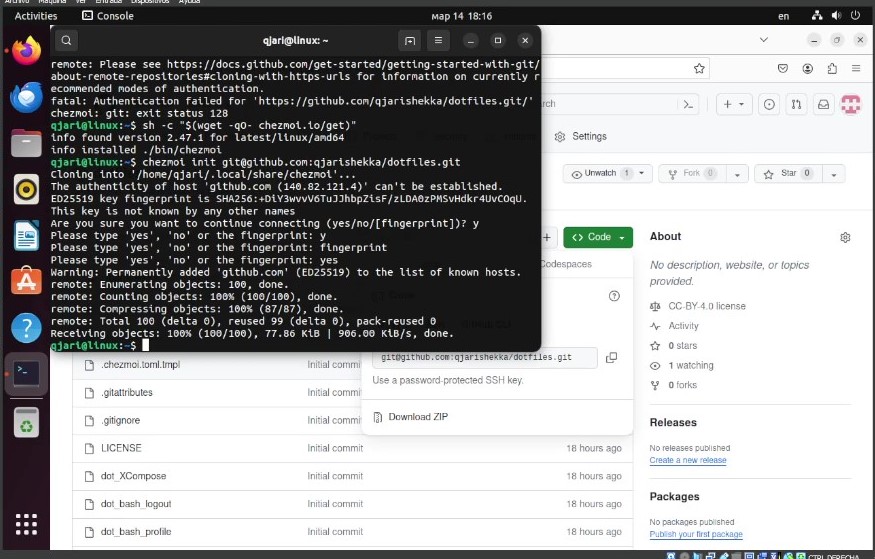 Archivo Máquina Ver Entrada Dispositivos Ayuda
Activities Console мар 14 18:16 en
qjari@linux: ~
remote: Please see https://docs.github.com/get-started/getting-started-with-git/
about-remote-repositories#cloning-with-https-urls for information on currently r
ecommended modes of authentication.
fatal: Authentication failed for 'https://github.com/qjarishekka/dotfiles.git/'
chezmoi: git: exit status 128
qjari@linux:~$ sh -c "$(wget -qO- chezmoi.io/get)"
info found version 2.47.1 for latest/linux/amd64
info installed ./bin/chezmoi
qjari@linux:~$ chezmoi init git@github.com:qjarishekka/dotfiles.git
Cloning into '/home/qjari/.local/share/chezmoi'...
The authenticity of host 'github.com (140.82.121.4)' can't be established.
ED25519 key fingerprint is SHA256:+DiY3wvvV6TuJJhbpZisF/zLDA0zPMSvHdkr4UvCOqU.
This key is not known by any other names
Are you sure you want to continue connecting (yes/no/[fingerprint])? y
Please type 'yes', 'no' or the fingerprint: y
Please type 'yes', 'no' or the fingerprint: fingerprint
Please type 'yes', 'no' or the fingerprint: yes
Warning: Permanently added 'github.com' (ED25519) to the list of known hosts.
remote: Enumerating objects: 100, done.
remote: Counting objects: 100% (100/100), done.
remote: Compressing objects: 100% (87/87), done.
remote: Total 100 (delta 0), reused 99 (delta 0), pack-reused 0
Receiving objects: 100% (100/100), 77.86 KiB | 906.00 KiB/s, done.
qjari@linux:~$
Settings
Unwatch 1 Fork 0 Star 0
Code
Codespaces
About
No description, website, or topics
provided.
CC-BY-4.0 license
Activity
0 stars
1 watching
0 forks
git@github.com:qjarishekka/dotfiles.git
Use a password-protected SSH key.
Download ZIP
.chezmoi.toml.tmpl Initial commi
.gitattributes Initial commi
.gitignore Initial commi
LICENSE Initial commit 18 hours ago
dot_XCompose Initial commit 18 hours ago
dot_bash_logout Initial commit 18 hours ago
dot_bash_profile Initial commit 18 hours ago
Releases
No releases published
Create a new release
Packages
No packages published
Publish your first package
CTRL DERECHA